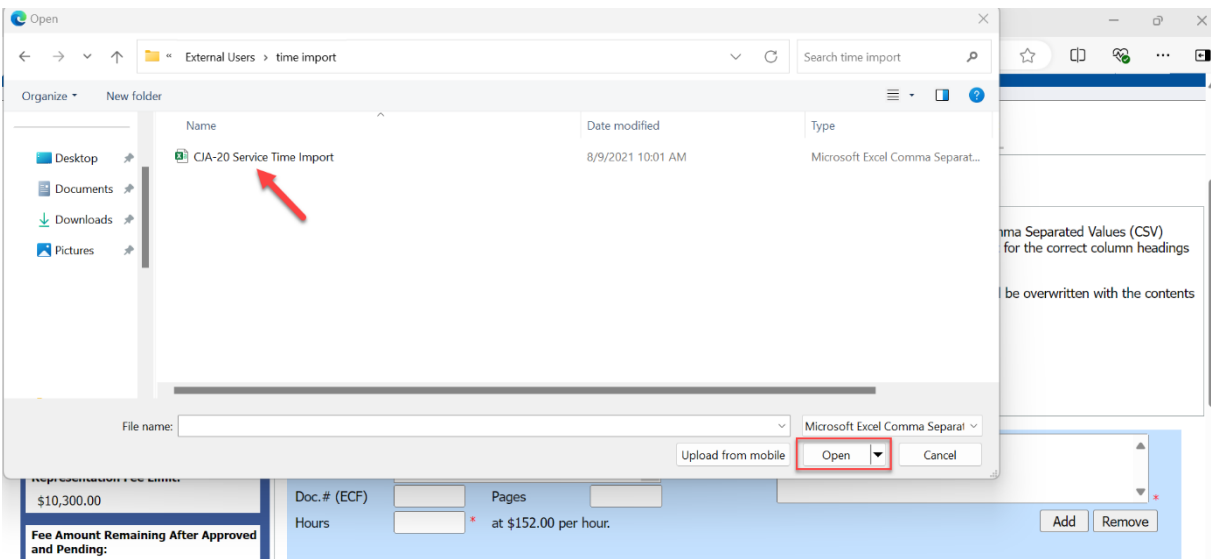 Open
« External Users > time import
Search time import
Organize
New folder
Name
Date modified
Type
Desktop
CJA-20 Service Time Import
8/9/2021 10:01 AM
Microsoft Excel Comma Separat...
Documents
Downloads
Pictures
Comma Separated Values (CSV)
for the correct column headings
be overwritten with the contents
File name:
Microsoft Excel Comma Separat
Upload from mobile
Open
Cancel
Representation Fee Limit:
$10,300.00
Doc.# (ECF)
Pages
*
Hours
*
at $152.00 per hour.
Add
Remove
Fee Amount Remaining After Approved
and Pending: